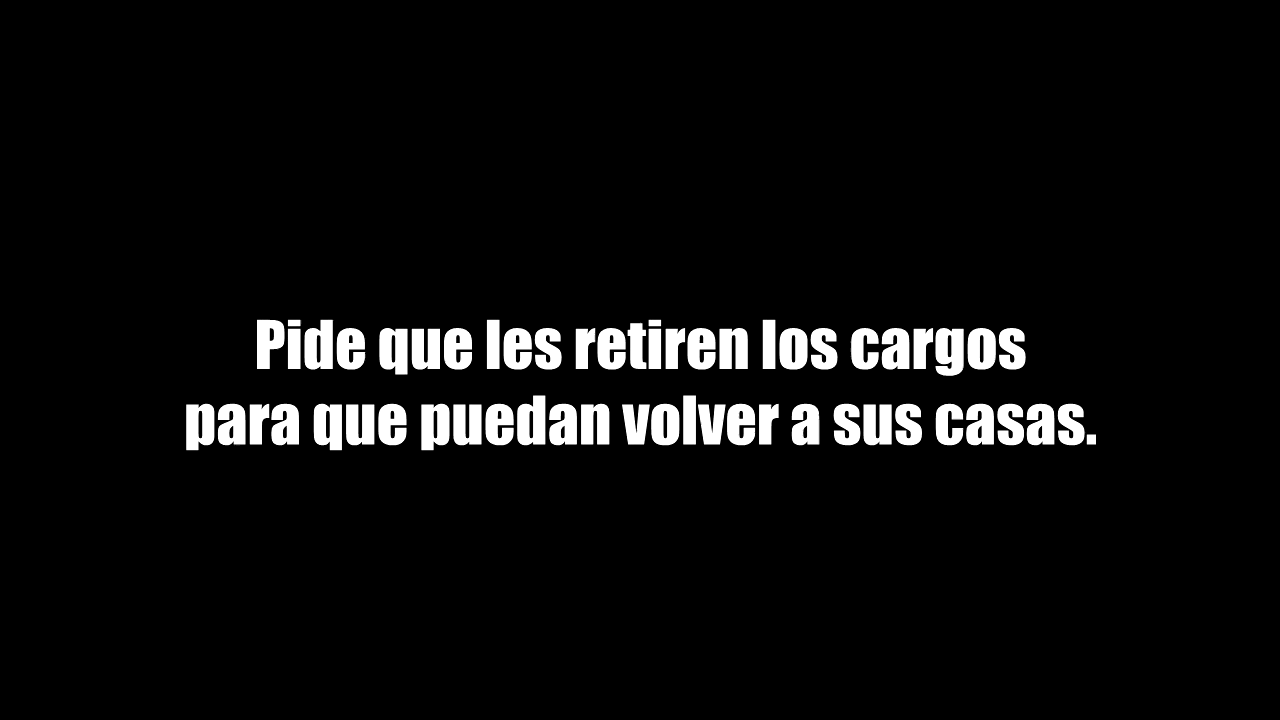 Pide que les retiren los cargos
para que puedan volver a sus casas.